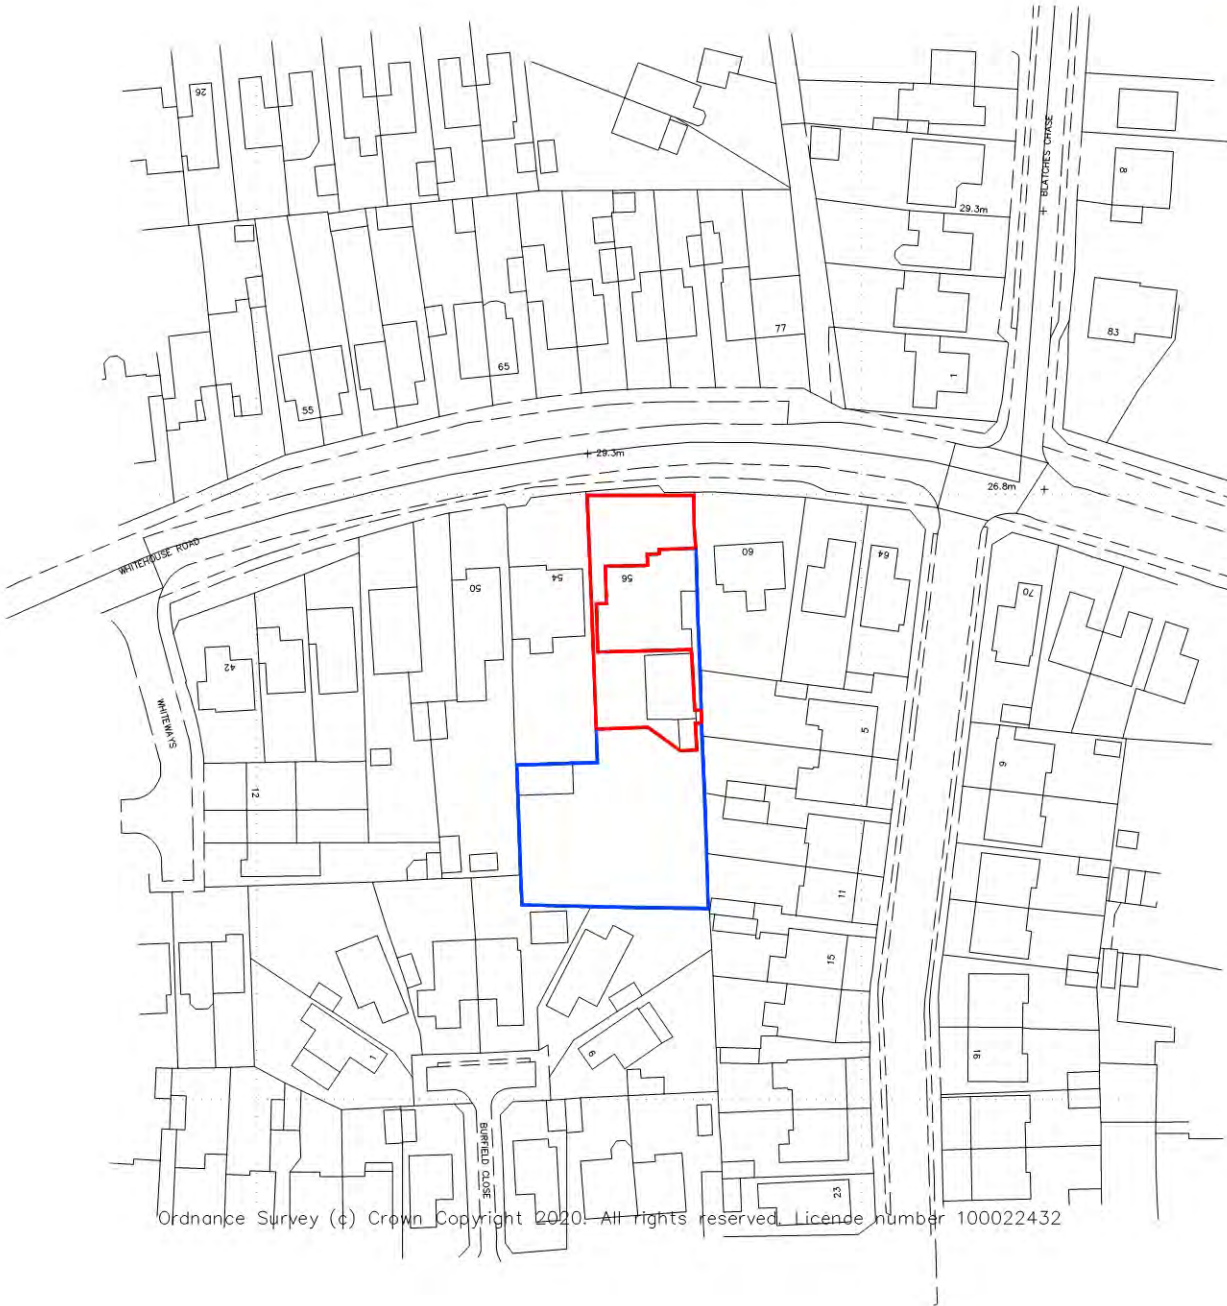 26
BLATCHES CHASE
8
29.3m
77
83
65
1
55
29.3m
26.8m
WHITEHOUSE ROAD
54
56
60
64
50
70
42
WHITEWAYS
5
9
12
11
15
1
9
16
BURFIELD CLOSE
23
Ordnance Survey (c) Crown Copyright 2020. All rights reserved. Licence number 100022432